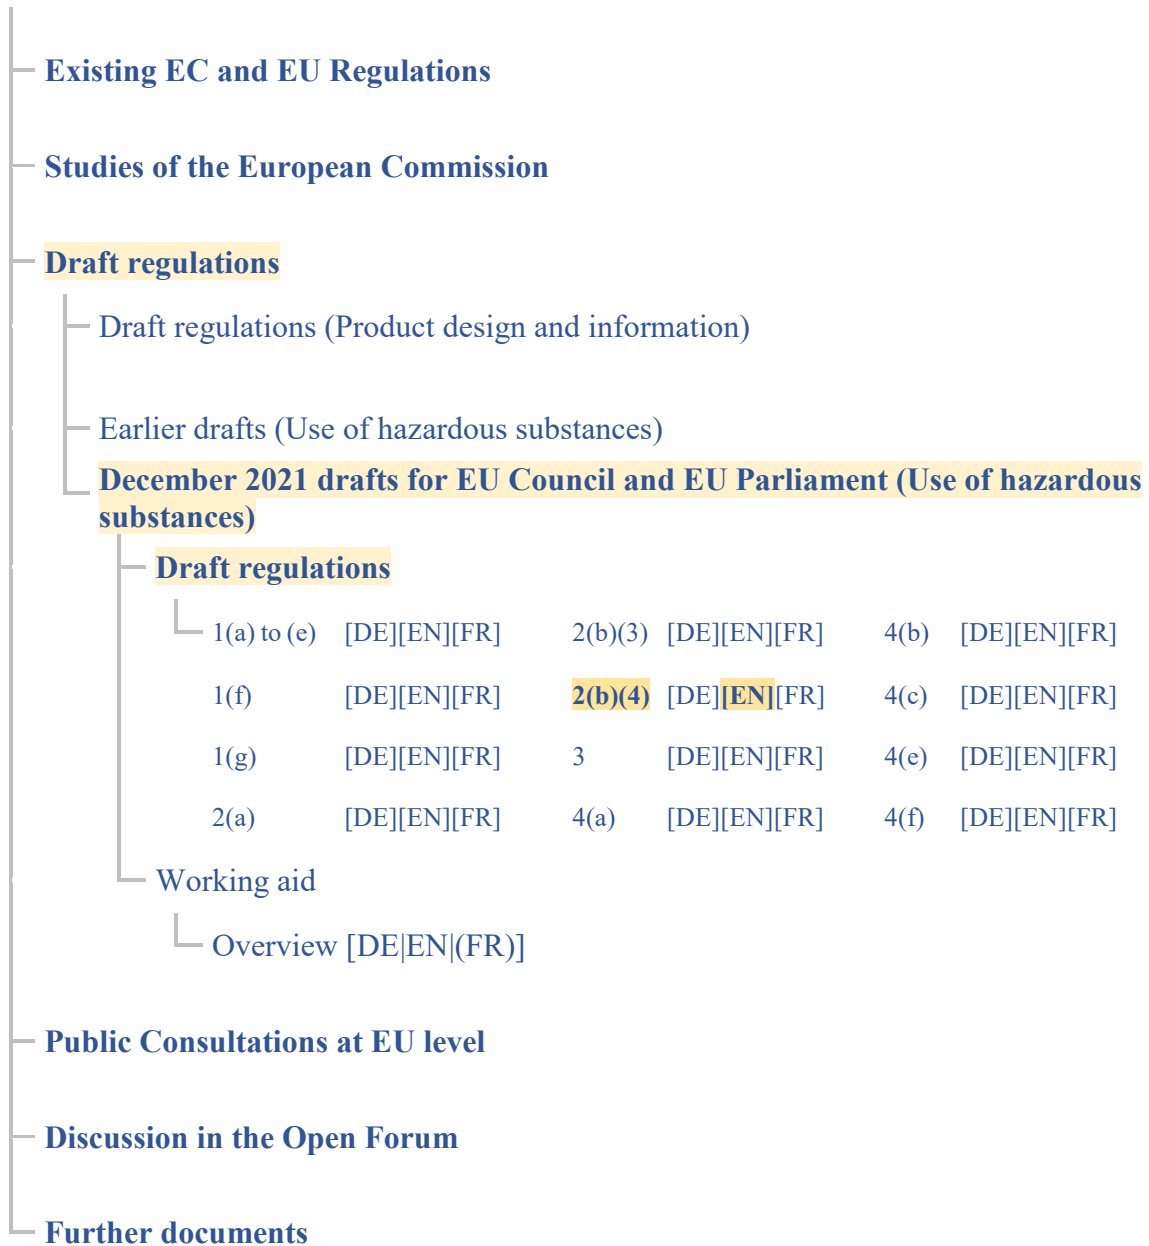 Existing EC and EU Regulations
Studies of the European Commission
Draft regulations
Draft regulations (Product design and information)
Earlier drafts (Use of hazardous substances)
December 2021 drafts for EU Council and EU Parliament (Use of hazardous
substances)
Draft regulations
1(a) to (e) [DE][EN][FR] 2(b)(3) [DE][EN][FR] 4(b) [DE][EN][FR]
1(f) [DE][EN][FR] 2(b)(4) [DE][EN][FR] 4(c) [DE][EN][FR]
1(g) [DE][EN][FR] 3 [DE][EN][FR] 4(e) [DE][EN][FR]
2(a) [DE][EN][FR] 4(a) [DE][EN][FR] 4(f) [DE][EN][FR]
Working aid
Overview [DE|EN|(FR)]
Public Consultations at EU level
Discussion in the Open Forum
Further documents